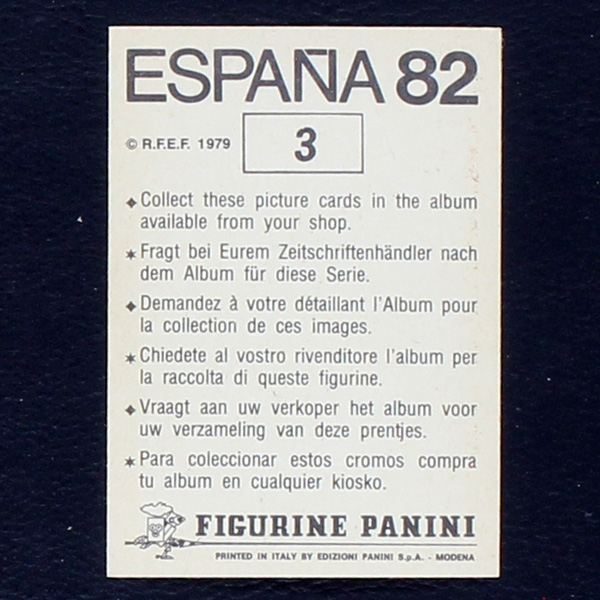 ESPAÑA 82
© R.F.E.F. 1979
3
Collect these picture cards in the album
available from your shop.
Fragt bei Eurem Zeitschriftenhändler nach
dem Album für diese Serie.
Demandez à votre détaillant l'Album pour
la collection de ces images.
Chiedete al vostro rivenditore l'album per
la raccolta di queste figurine.
Vraagt aan uw verkoper het album voor
uw verzameling van deze prentjes.
Para coleccionar estos cromos compra
tu album en cualquier kiosko.
FIGURINE PANINI
PRINTED IN ITALY BY EDIZIONI PANINI S.p.A. - MODENA